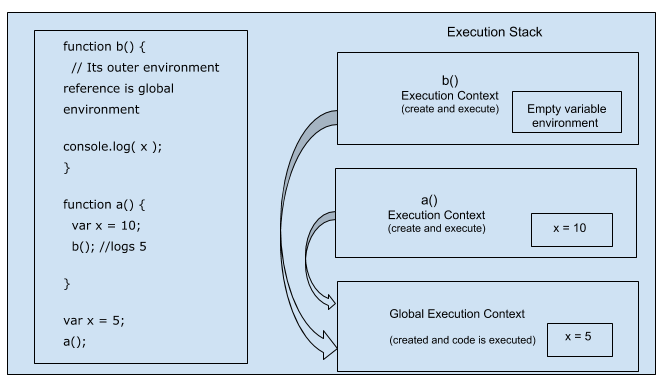 function b() {
// Its outer environment
reference is global
environment
console.log( x );
}
function a() {
var x = 10;
b(); //logs 5
}
var x = 5;
a();
Execution Stack
b()
Execution Context
(create and execute)
Empty variable
environment
a()
Execution Context
(create and execute)
x = 10
Global Execution Context
(created and code is executed)
x = 5